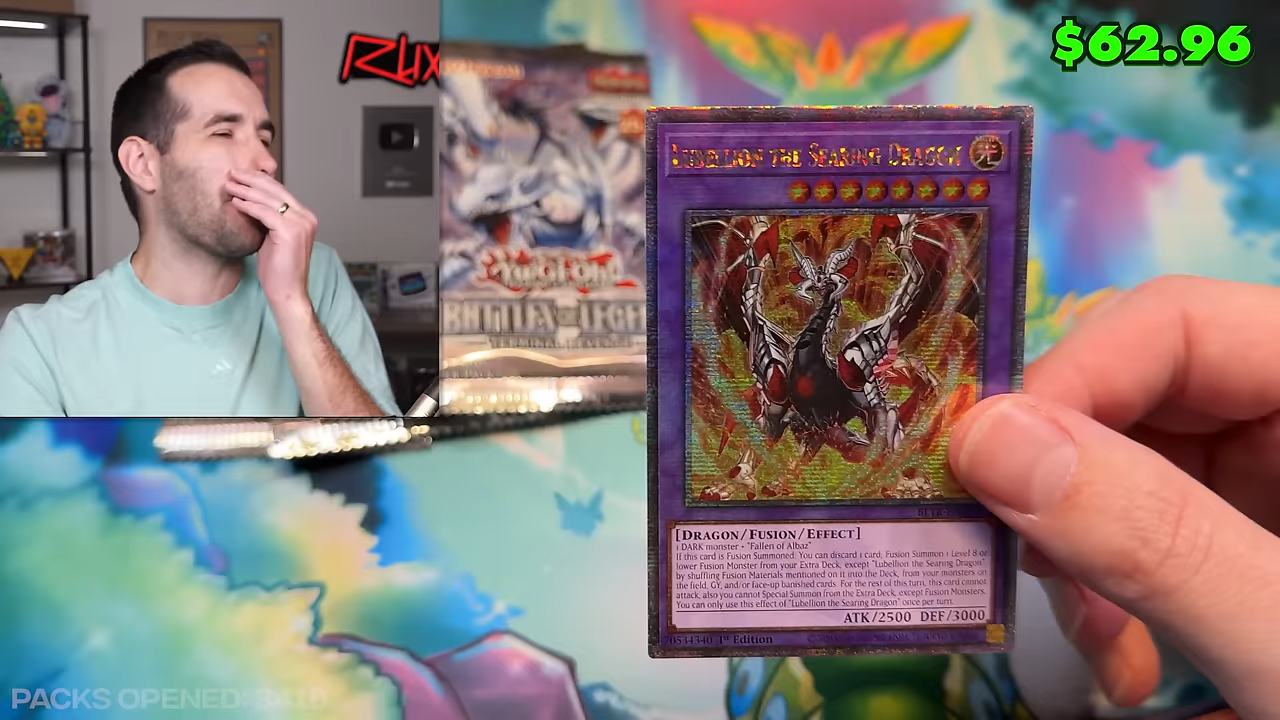 $62.96
RUX
YU-GI-OH!
BATTLES OF LEGE
TERMINAL REVENGE
LUBELLION THE SEARING DRAGON
[DRAGON/FUSION/EFFECT]
1 DARK monster + "Fallen of Albaz"
If this card is Fusion Summoned: You can discard 1 card; Fusion Summon 1 Level 8 or
lower Fusion Monster from your Extra Deck, except "Lubellion the Searing Dragon"
by shuffling Fusion Materials mentioned on it into the Deck, from your monsters on
the field, GY, and/or face-up banished cards. For the rest of this turn, this card cannot
attack, also you cannot Special Summon from the Extra Deck, except Fusion Monsters.
You can only use this effect of "Lubellion the Searing Dragon" once per turn.
ATK/2500 DEF/3000
70534340 1st Edition
PACKS OPENED: